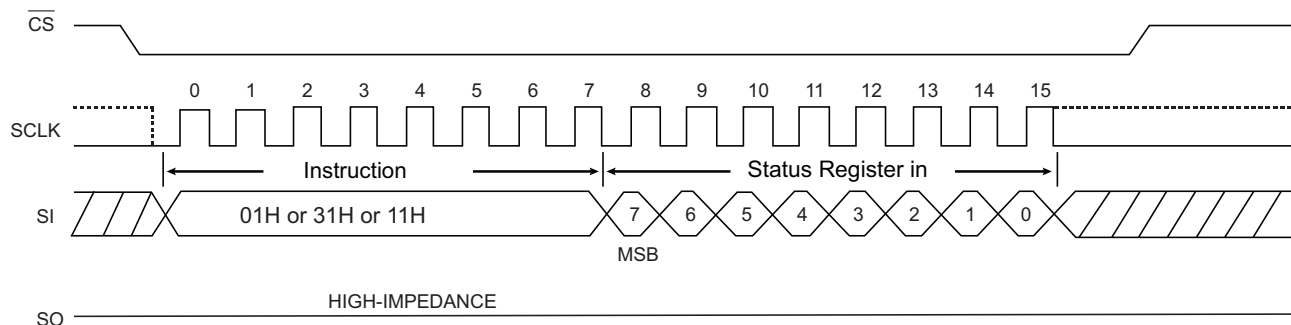 CS
0 1 2 3 4 5 6 7 8 9 10 11 12 13 14 15
SCLK
Instruction Status Register in
SI 01H or 31H or 11H 7 6 5 4 3 2 1 0
MSB
HIGH-IMPEDANCE
SO